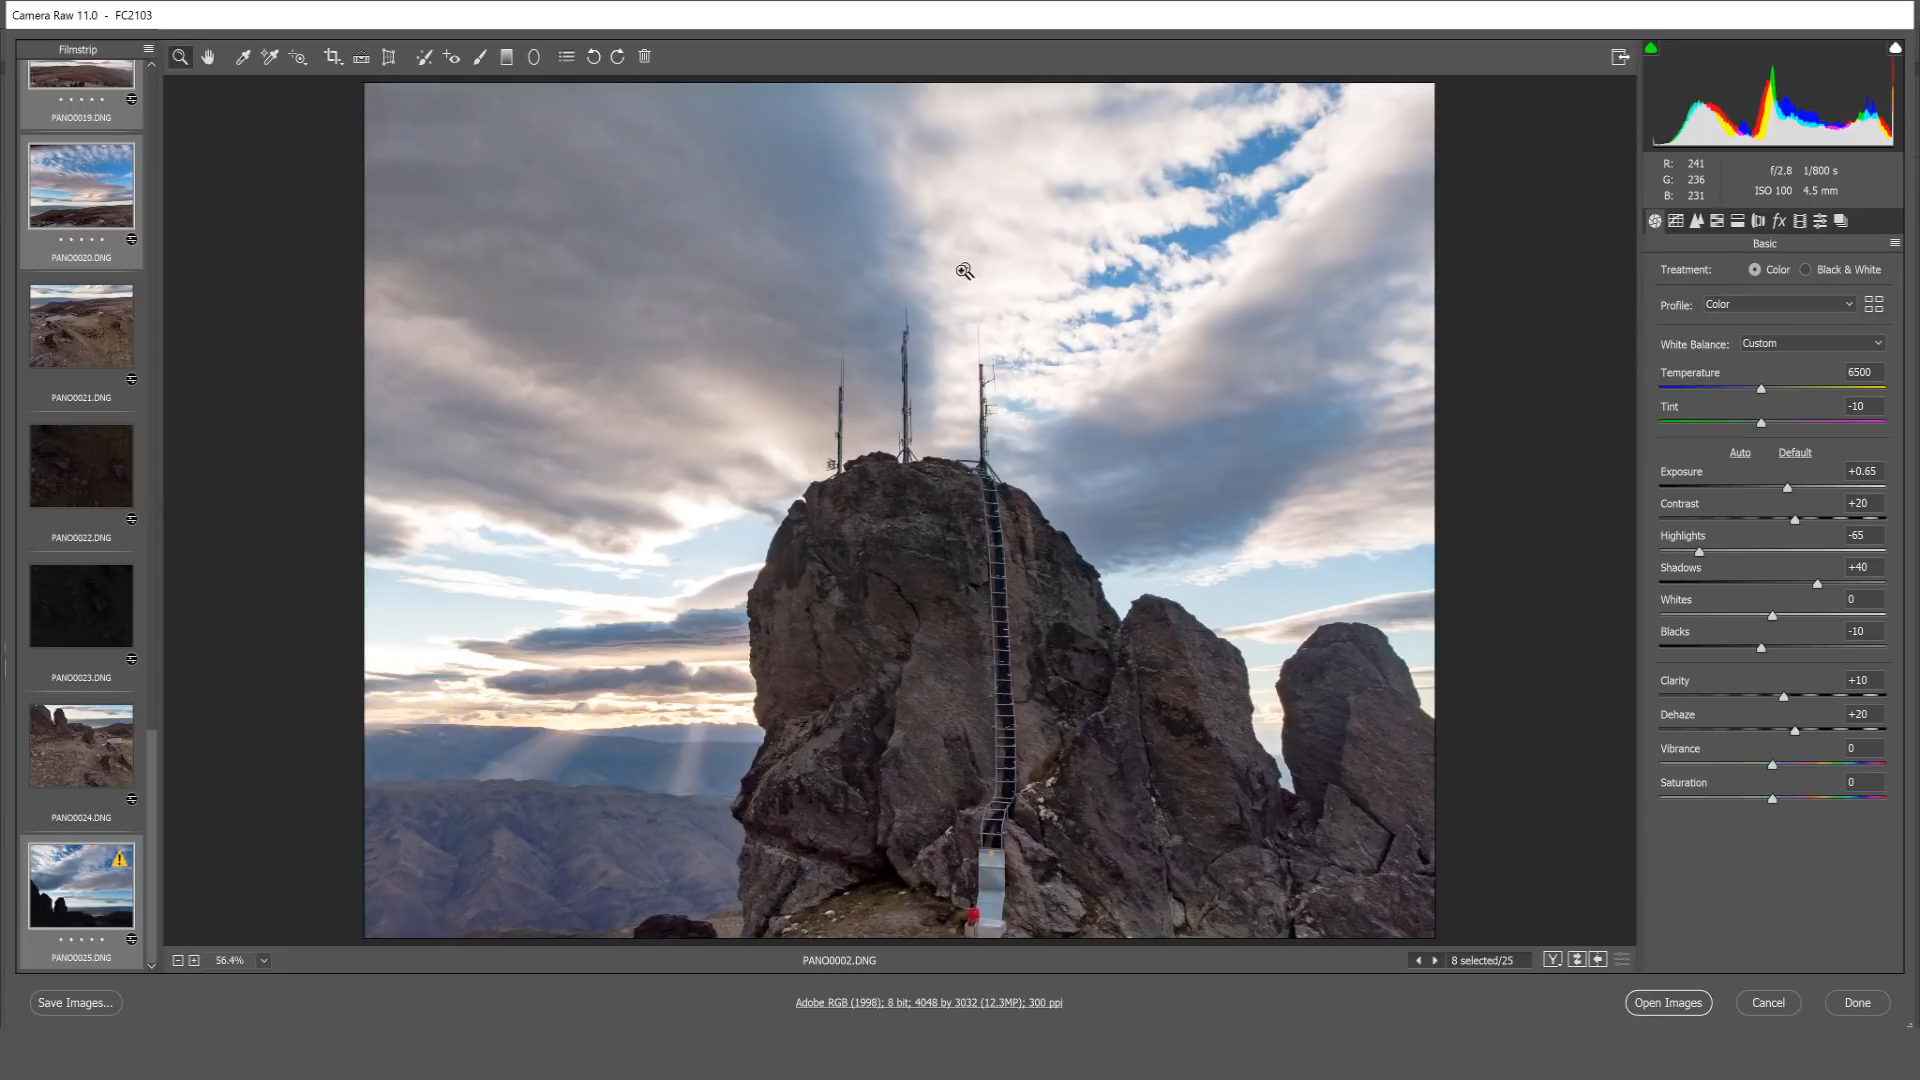 Camera Raw 11.0 - FC2103
Filmstrip
PANO0019.DNG
PANO0020.DNG
PANO0021.DNG
PANO0022.DNG
PANO0023.DNG
PANO0024.DNG
PANO0025.DNG
56.4%
PANO0002.DNG
8 selected/25
Y
Save Images...
Adobe RGB (1998); 8 bit; 4048 by 3032 (12.3MP); 300 ppi
Open Images
Cancel
Done
R: 241
G: 236
B: 231
f/2.8 1/800 s
ISO 100 4.5 mm
fx
Basic
Treatment: Color Black & White
Profile: Color
White Balance: Custom
Temperature 6500
Tint -10
Auto Default
Exposure +0.65
Contrast +20
Highlights -65
Shadows +40
Whites 0
Blacks -10
Clarity +10
Dehaze +20
Vibrance 0
Saturation 0